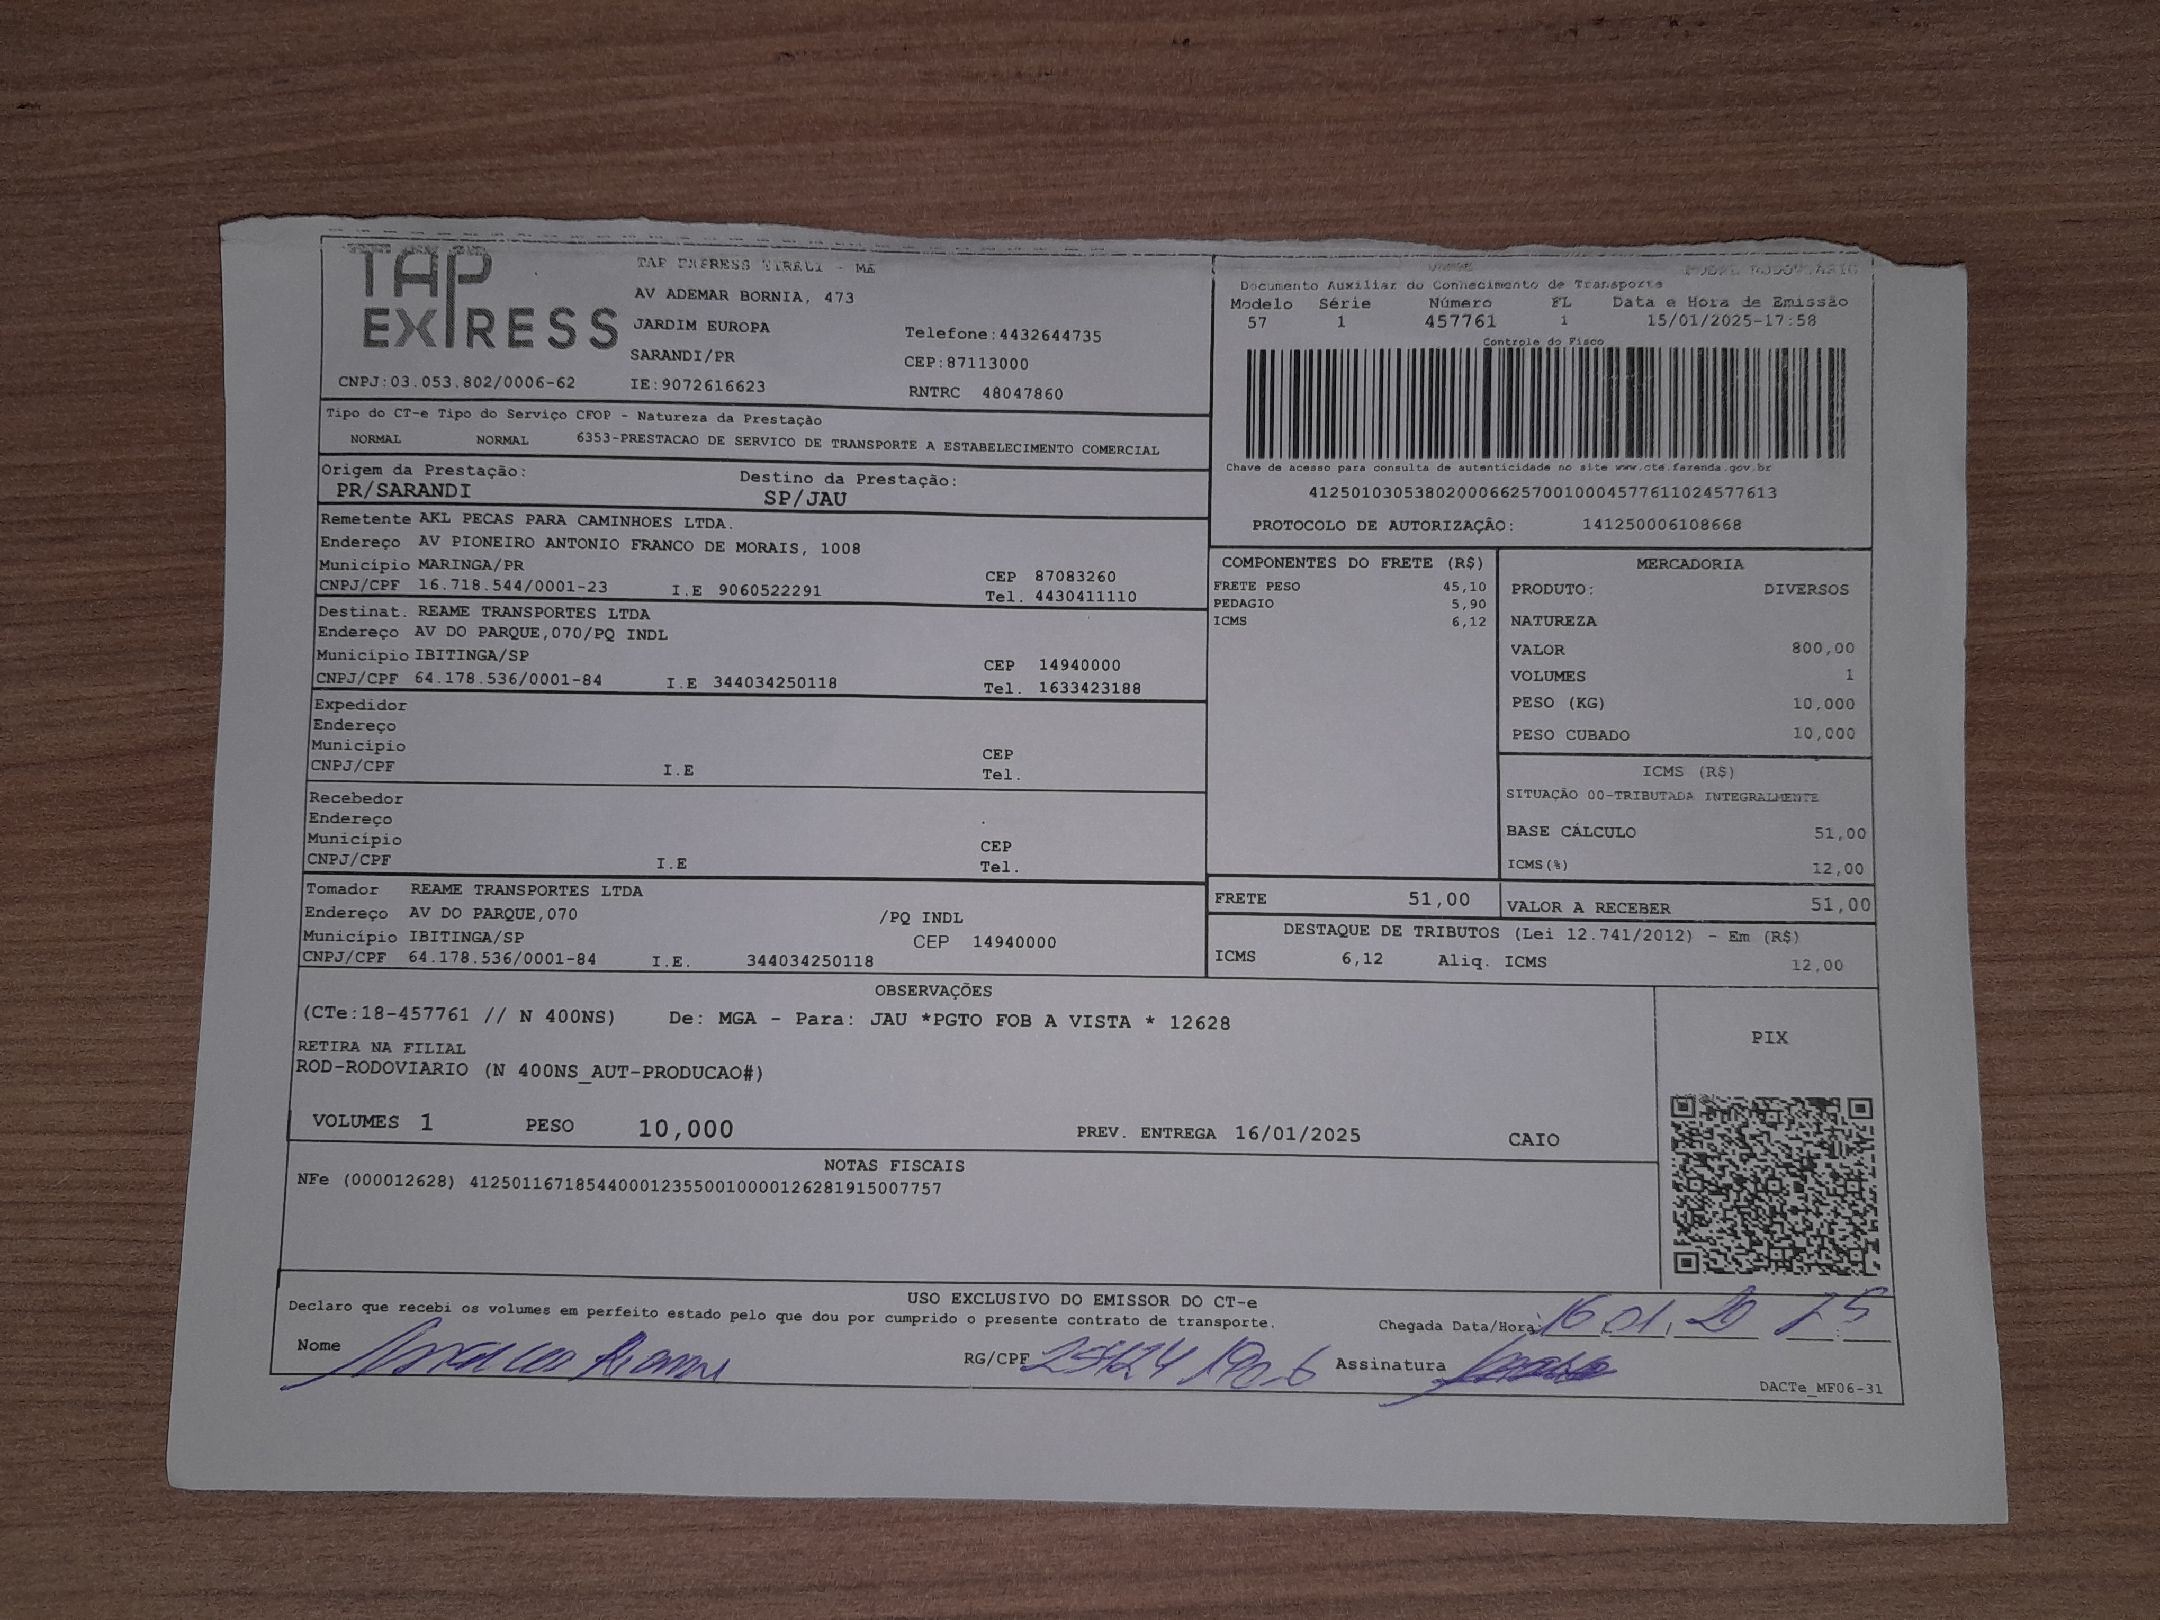 TAP EXPRESS
TAP EXPRESS EIRELI - ME
AV ADEMAR BORNIA, 473
JARDIM EUROPA
Telefone:4432644735
SARANDI/PR
CEP:87113000
CNPJ:03.053.802/0006-62
IE:9072616623
RNTRC 48047860
MODAL RODOVIARIO
Documento Auxiliar do Conhecimento de Transporte
Modelo Série Número FL Data e Hora de Emissão
57 1 457761 1 15/01/2025-17:58
Controle do Fisco
Chave de acesso para consulta de autenticidade no site www.cte.fazenda.gov.br
41250103053802000662570010004577611024577613
PROTOCOLO DE AUTORIZAÇÃO: 141250006108668
Tipo do CT-e Tipo do Serviço CFOP - Natureza da Prestação
NORMAL NORMAL 6353-PRESTACAO DE SERVICO DE TRANSPORTE A ESTABELECIMENTO COMERCIAL
Origem da Prestação: Destino da Prestação:
PR/SARANDI SP/JAU
Remetente AKL PECAS PARA CAMINHOES LTDA.
Endereço AV PIONEIRO ANTONIO FRANCO DE MORAIS, 1008
Município MARINGA/PR CEP 87083260
CNPJ/CPF 16.718.544/0001-23 I.E 9060522291 Tel. 4430411110
Destinat. REAME TRANSPORTES LTDA
Endereço AV DO PARQUE,070/PQ INDL
Município IBITINGA/SP CEP 14940000
CNPJ/CPF 64.178.536/0001-84 I.E 344034250118 Tel. 1633423188
Expedidor
Endereço
Município CEP
CNPJ/CPF I.E Tel.
Recebedor
Endereço
Município CEP
CNPJ/CPF I.E Tel.
Tomador REAME TRANSPORTES LTDA
Endereço AV DO PARQUE,070 /PQ INDL
Município IBITINGA/SP CEP 14940000
CNPJ/CPF 64.178.536/0001-84 I.E. 344034250118
COMPONENTES DO FRETE (R$)
FRETE PESO 45,10
PEDAGIO 5,90
ICMS 6,12
MERCADORIA
PRODUTO: DIVERSOS
NATUREZA
VALOR 800,00
VOLUMES 1
PESO (KG) 10,000
PESO CUBADO 10,000
ICMS (R$)
SITUAÇÃO 00-TRIBUTADA INTEGRALMENTE
BASE CÁLCULO 51,00
ICMS(%) 12,00
FRETE 51,00
VALOR A RECEBER 51,00
DESTAQUE DE TRIBUTOS (Lei 12.741/2012) - Em (R$)
ICMS 6,12 Aliq. ICMS 12,00
OBSERVAÇÕES
(CTe:18-457761 // N 400NS) De: MGA - Para: JAU *PGTO FOB A VISTA * 12628
RETIRA NA FILIAL
ROD-RODOVIARIO (N 400NS_AUT-PRODUCAO#)
VOLUMES 1 PESO 10,000 PREV. ENTREGA 16/01/2025 CAIO
PIX
NOTAS FISCAIS
NFe (000012628) 41250116718544000123550010000126281915007757
USO EXCLUSIVO DO EMISSOR DO CT-e
Declaro que recebi os volumes em perfeito estado pelo que dou por cumprido o presente contrato de transporte.
Chegada Data/Hora: 16 01
Nome
RG/CPF
Assinatura
DACTe_MF06-31